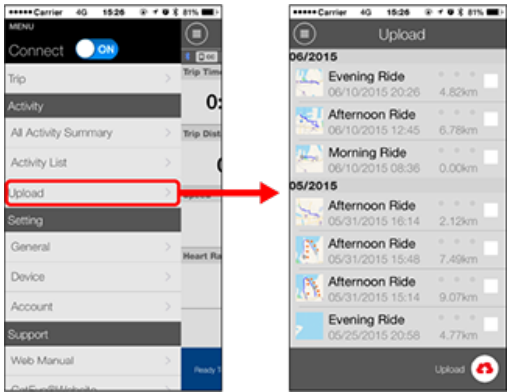 Carrier 4G 15:26 81%
MENU
Connect ON
Trip
Activity
All Activity Summary
Activity List
Upload
Setting
General
Device
Account
Support
Web Manual
CatEye@Website
Trip Time
0:
Trip Dist
Heart Ra
Ready T
Carrier 4G 15:26 81%
Upload
06/2015
Evening Ride
06/10/2015 20:26 4.82km
Afternoon Ride
06/10/2015 12:45 6.78km
Morning Ride
06/10/2015 08:36 0.00km
05/2015
Afternoon Ride
05/31/2015 16:14 2.12km
Afternoon Ride
05/31/2015 15:48 7.49km
Afternoon Ride
05/31/2015 15:14 9.07km
Evening Ride
05/25/2015 20:58 4.77km
Upload